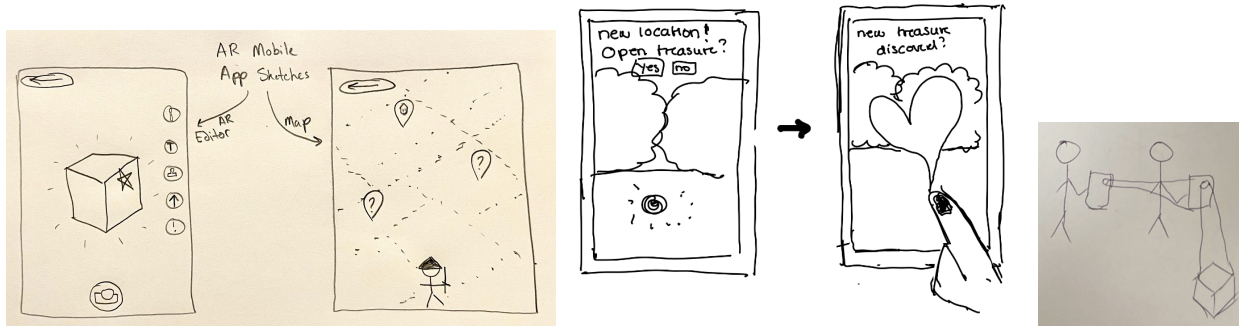 AR Mobile
App Sketches
AR
Editor
Map
T
!
?
?
new location!
Open treasure?
yes no
new treasure
discovered?